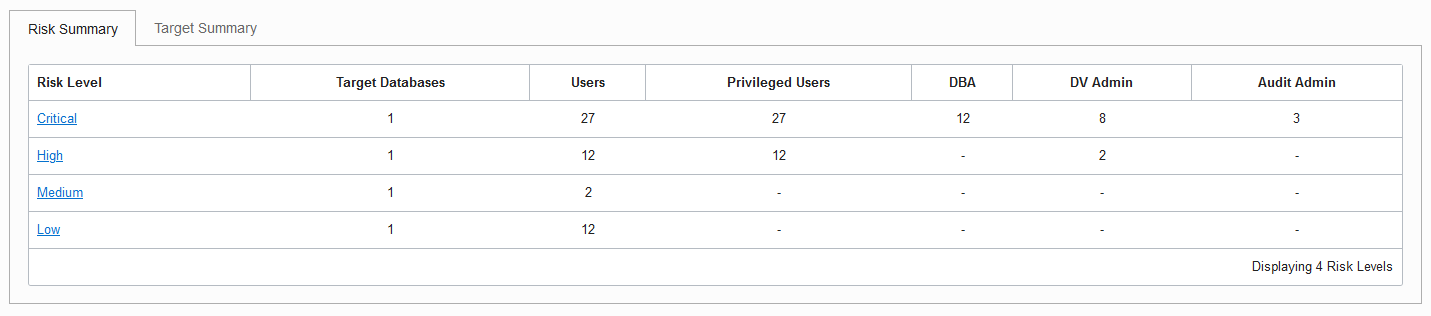 Risk Summary Target Summary
Risk Level Target Databases Users Privileged Users DBA DV Admin Audit Admin
Critical 1 27 27 12 8 3
High 1 12 12 - 2 -
Medium 1 2 - - - -
Low 1 12 - - - -
Displaying 4 Risk Levels